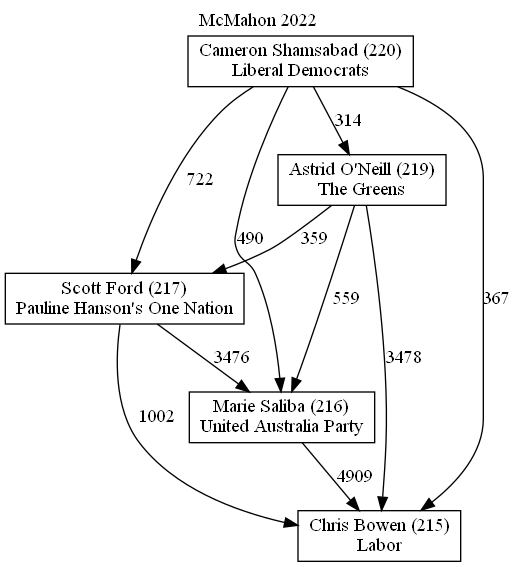 McMahon 2022
Cameron Shamsabad (220)
Liberal Democrats
314
Astrid O'Neill (219)
The Greens
722
490
359
Scott Ford (217)
Pauline Hanson's One Nation
559
367
3476
3478
Marie Saliba (216)
United Australia Party
1002
4909
Chris Bowen (215)
Labor